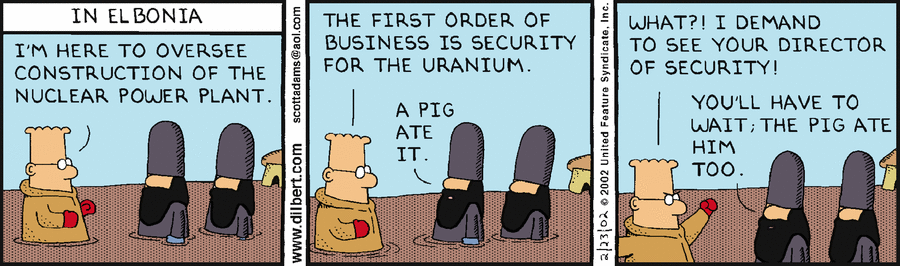 IN ELBONIA
I'M HERE TO OVERSEE
CONSTRUCTION OF THE
NUCLEAR POWER PLANT.
www.dilbert.com scottadams@aol.com
THE FIRST ORDER OF
BUSINESS IS SECURITY
FOR THE URANIUM.
A PIG
ATE
IT.
2/23/02 © 2002 United Feature Syndicate, Inc.
WHAT?! I DEMAND
TO SEE YOUR DIRECTOR
OF SECURITY!
YOU'LL HAVE TO
WAIT; THE PIG ATE
HIM
TOO.